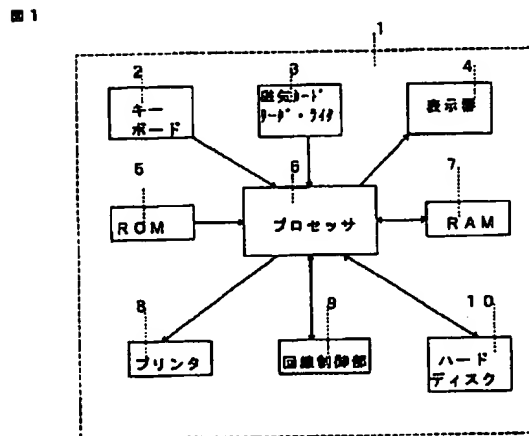 図1
1
2
3
4
キー
ボード
磁気カード
リーダ・ライタ
表示器
5
6
7
ROM
プロセッサ
RAM
8
9
10
プリンタ
回線制御部
ハード
ディスク